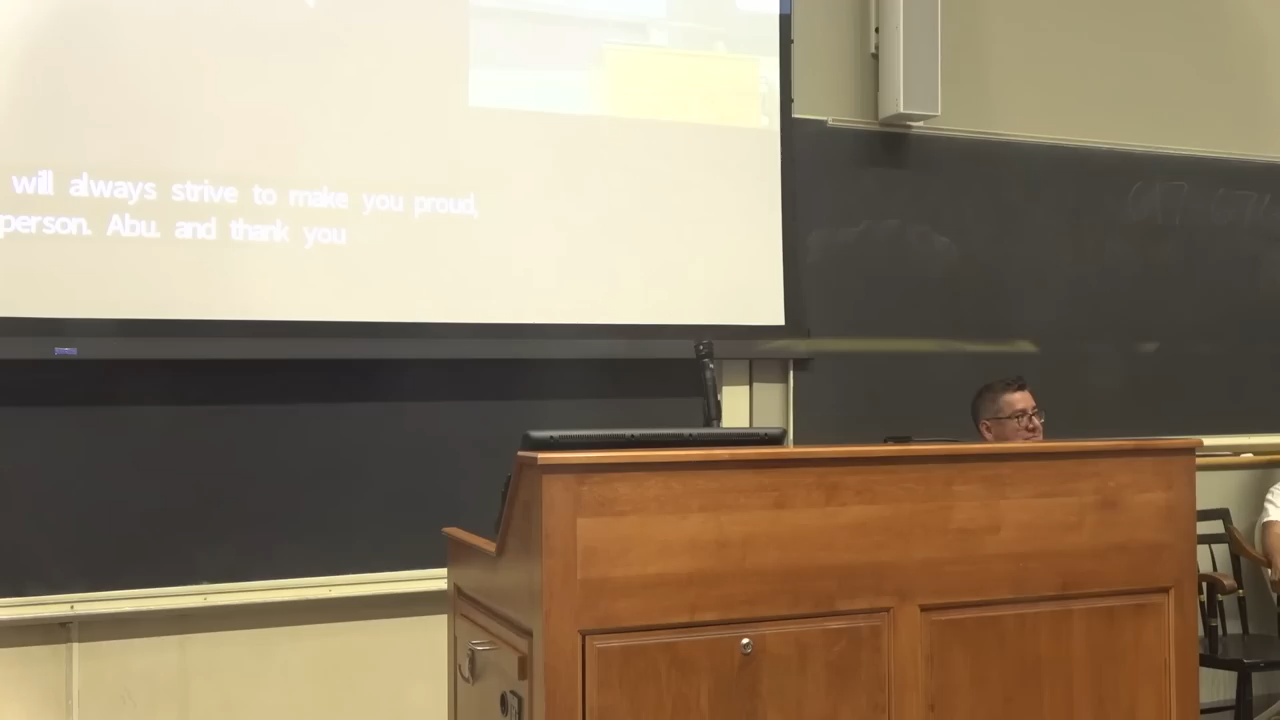 will always strive to make you proud,
person. Abu. and thank you